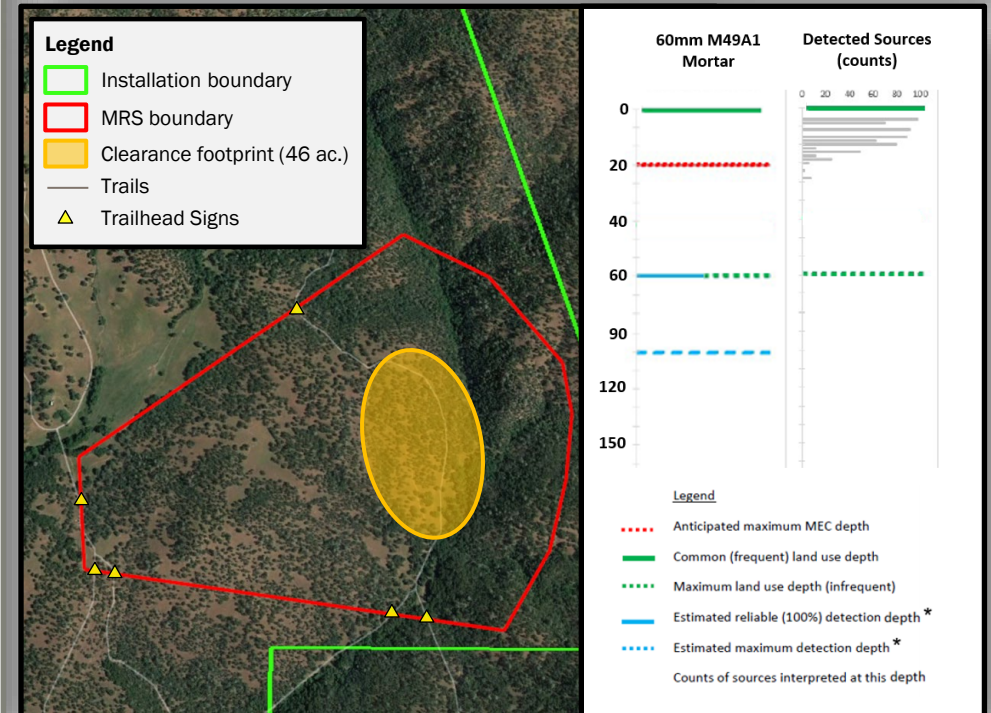 Legend
Installation boundary
MRS boundary
Clearance footprint (46 ac.)
Trails
Trailhead Signs
60mm M49A1
Mortar
Detected Sources
(counts)
0 20 40 60 80 100
0
20
40
60
90
120
150
Legend
Anticipated maximum MEC depth
Common (frequent) land use depth
Maximum land use depth (infrequent)
Estimated reliable (100%) detection depth *
Estimated maximum detection depth *
Counts of sources interpreted at this depth